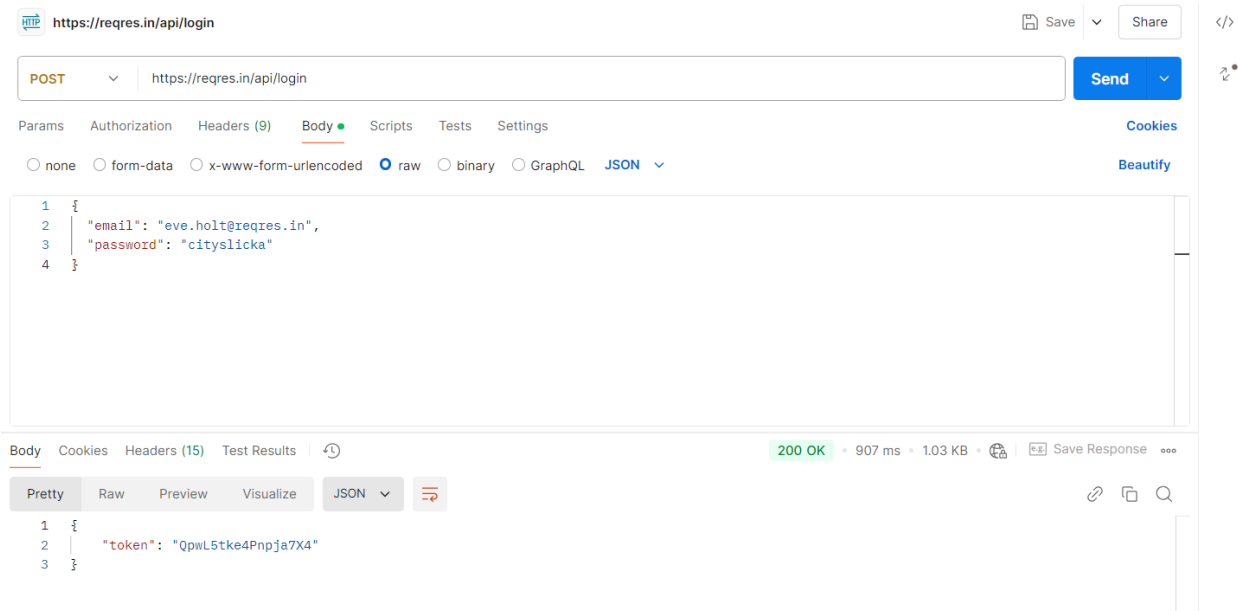 HTTP https://reqres.in/api/login Save Share </>
POST https://reqres.in/api/login Send
Params Authorization Headers (9) Body Scripts Tests Settings Cookies
none form-data x-www-form-urlencoded raw binary GraphQL JSON Beautify
1 {
2 "email": "eve.holt@reqres.in",
3 "password": "cityslicka"
4 }
Body Cookies Headers (15) Test Results 200 OK • 907 ms • 1.03 KB • e.g. Save Response
Pretty Raw Preview Visualize JSON
1 {
2 "token": "QpwL5tke4Pnpja7X4"
3 }